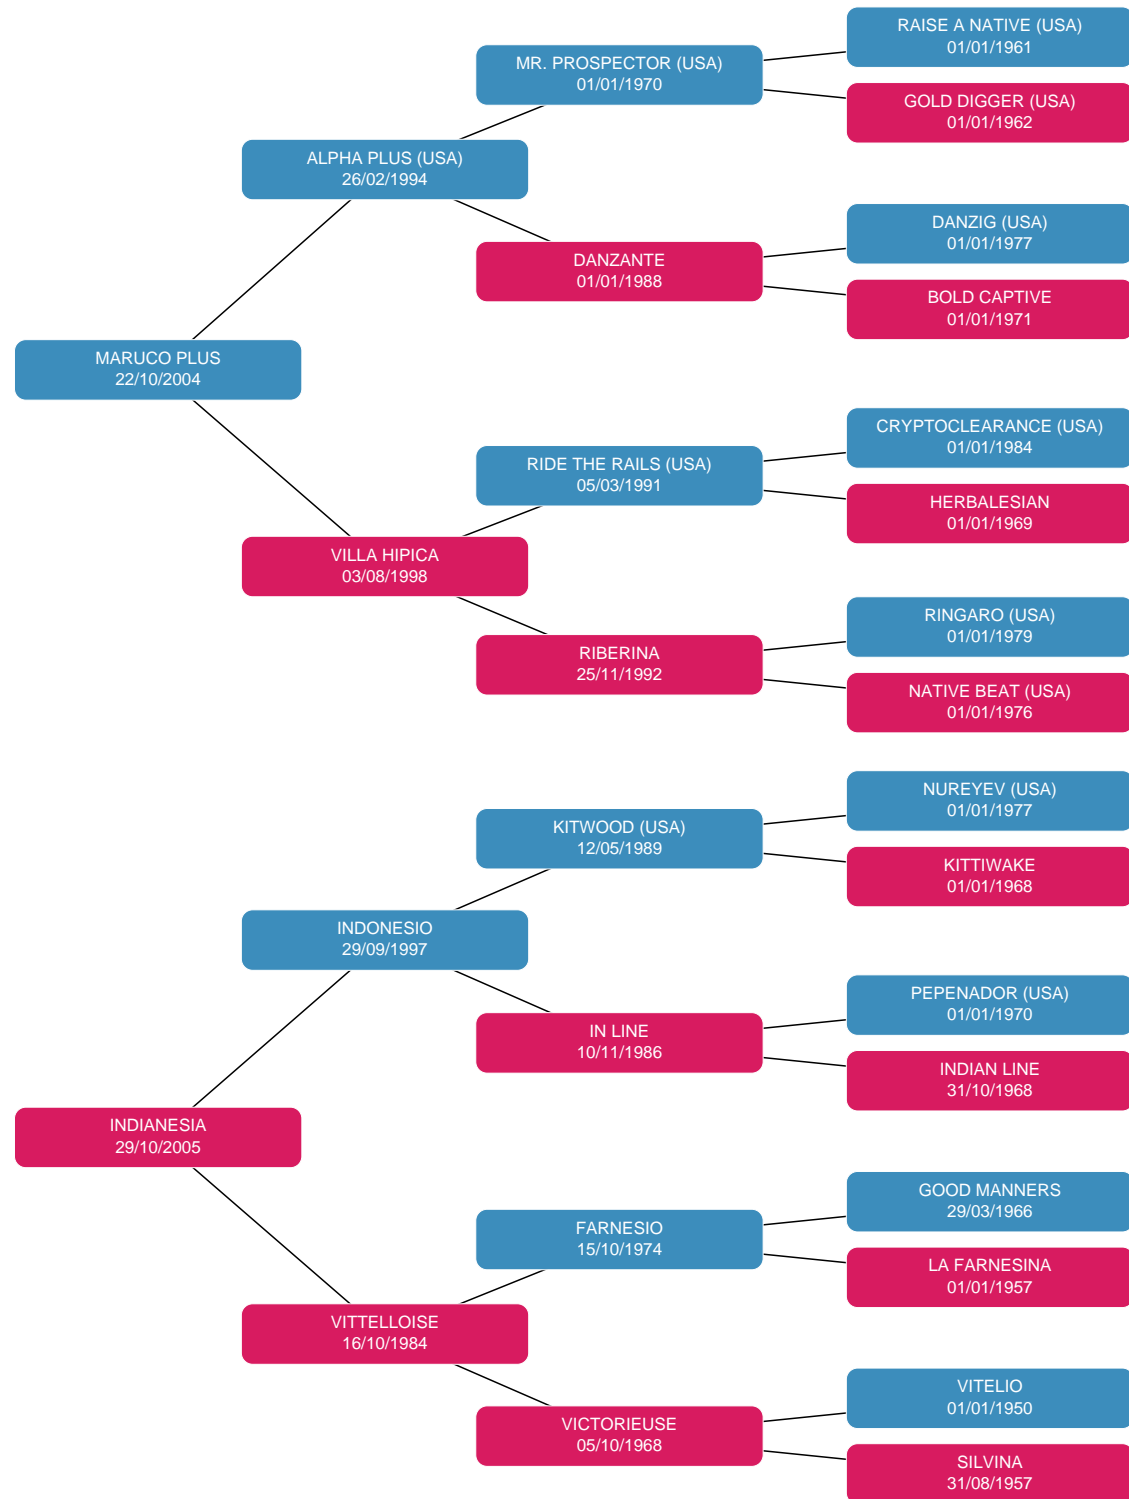 RAISE A NATIVE (USA)
01/01/1961
MR. PROSPECTOR (USA)
01/01/1970
GOLD DIGGER (USA)
01/01/1962
ALPHA PLUS (USA)
26/02/1994
DANZIG (USA)
01/01/1977
DANZANTE
01/01/1988
BOLD CAPTIVE
01/01/1971
MARUCO PLUS
22/10/2004
CRYPTOCLEARANCE (USA)
01/01/1984
RIDE THE RAILS (USA)
05/03/1991
HERBALESIAN
01/01/1969
VILLA HIPICA
03/08/1998
RINGARO (USA)
01/01/1979
RIBERINA
25/11/1992
NATIVE BEAT (USA)
01/01/1976
NUREYEV (USA)
01/01/1977
KITWOOD (USA)
12/05/1989
KITTIWAKE
01/01/1968
INDONESIO
29/09/1997
PEPENADOR (USA)
01/01/1970
IN LINE
10/11/1986
INDIAN LINE
31/10/1968
INDIANESIA
29/10/2005
GOOD MANNERS
29/03/1966
FARNESIO
15/10/1974
LA FARNESINA
01/01/1957
VITTELLOISE
16/10/1984
VITELIO
01/01/1950
VICTORIEUSE
05/10/1968
SILVINA
31/08/1957